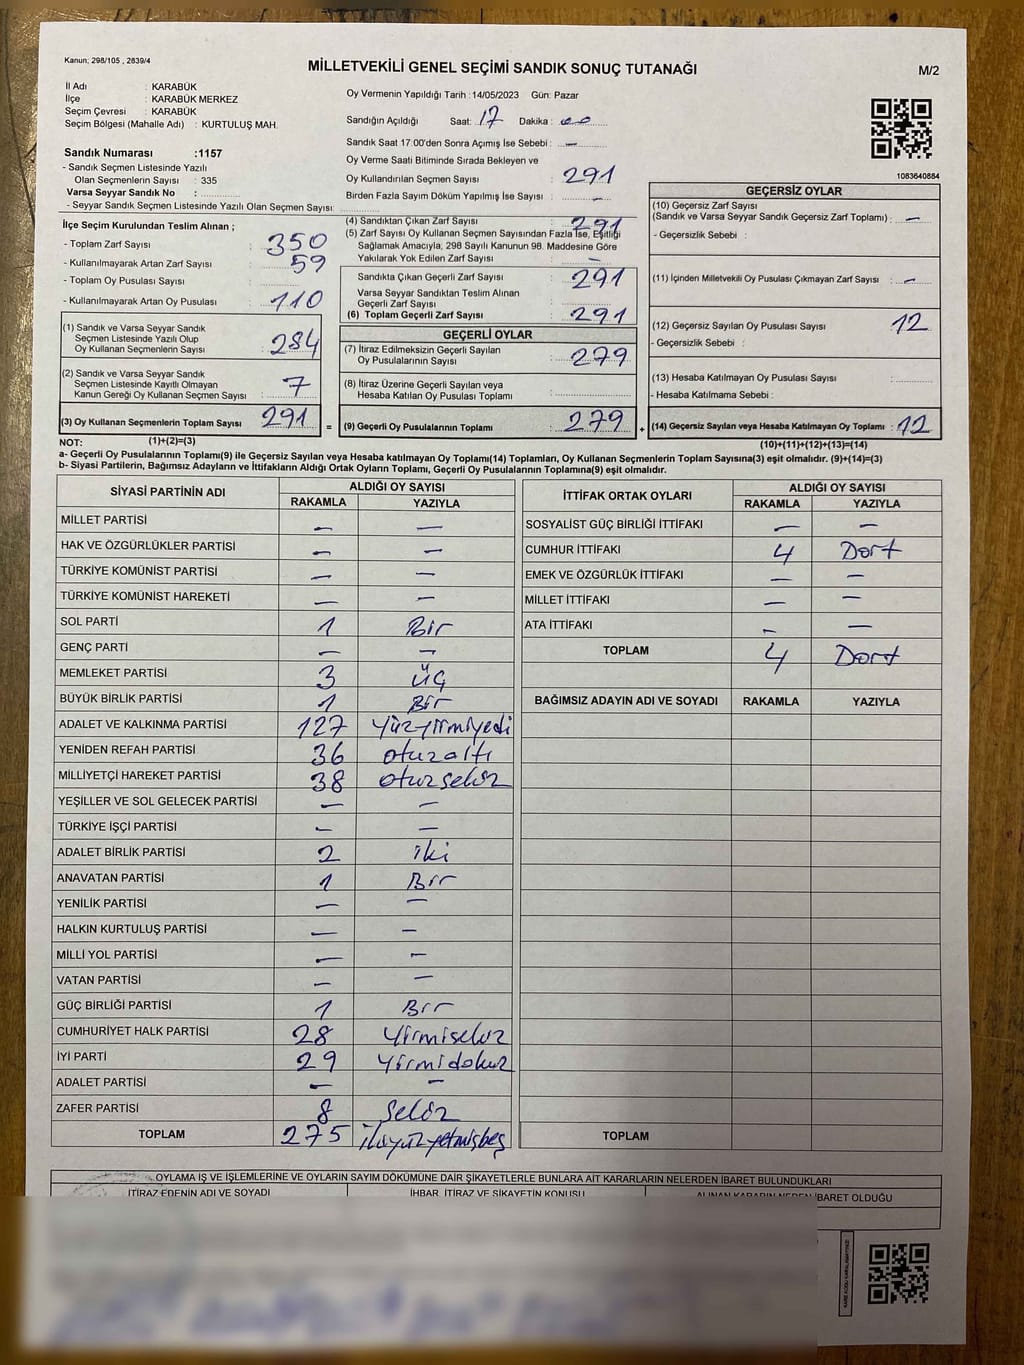 Kanun; 298/105 , 2839/4
MİLLETVEKİLİ GENEL SEÇİMİ SANDIK SONUÇ TUTANAĞI
M/2
İl Adı : KARABÜK
İlçe : KARABÜK MERKEZ
Seçim Çevresi : KARABÜK
Seçim Bölgesi (Mahalle Adı) : KURTULUŞ MAH.
Sandık Numarası :1157
- Sandık Seçmen Listesinde Yazılı
Olan Seçmenlerin Sayısı : 335
Varsa Seyyar Sandık No :
- Seyyar Sandık Seçmen Listesinde Yazılı Olan Seçmen Sayısı:
Oy Vermenin Yapıldığı Tarih :14/05/2023 Gün: Pazar
Sandığın Açıldığı Saat: 17 Dakika : 00
Sandık Saat 17:00'den Sonra Açımış İse Sebebi : –
Oy Verme Saati Bitiminde Sırada Bekleyen ve
Oy Kullandırılan Seçmen Sayısı : 291
Birden Fazla Sayım Döküm Yapılmış İse Sayısı : –
1083640884
İlçe Seçim Kurulundan Teslim Alınan ;
- Toplam Zarf Sayısı : 350
- Kullanılmayarak Artan Zarf Sayısı : 59
- Toplam Oy Pusulası Sayısı :
- Kullanılmayarak Artan Oy Pusulası : 110
(1) Sandık ve Varsa Seyyar Sandık
Seçmen Listesinde Yazılı Olup
Oy Kullanan Seçmenlerin Sayısı : 284
(2) Sandık ve Varsa Seyyar Sandık
Seçmen Listesinde Kayıtlı Olmayan
Kanun Gereği Oy Kullanan Seçmen Sayısı : 7
(3) Oy Kullanan Seçmenlerin Toplam Sayısı : 291 =
(4) Sandıktan Çıkan Zarf Sayısı : 291
(5) Zarf Sayısı Oy Kullanan Seçmen Sayısından Fazla İse, Eşitliği
Sağlamak Amacıyla; 298 Sayılı Kanunun 98. Maddesine Göre
Yakılarak Yok Edilen Zarf Sayısı : –
Sandıkta Çıkan Geçerli Zarf Sayısı : 291
Varsa Seyyar Sandıktan Teslim Alınan
Geçerli Zarf Sayısı :
(6) Toplam Geçerli Zarf Sayısı : 291
GEÇERLİ OYLAR
(7) İtiraz Edilmeksizin Geçerli Sayılan
Oy Pusulalarının Sayısı : 279
(8) İtiraz Üzerine Geçerli Sayılan veya
Hesaba Katılan Oy Pusulası Toplamı :
(9) Geçerli Oy Pusulalarının Toplamı : 279 +
GEÇERSİZ OYLAR
(10) Geçersiz Zarf Sayısı
(Sandık ve Varsa Seyyar Sandık Geçersiz Zarf Toplamı) : –
- Geçersizlik Sebebi :
(11) İçinden Milletvekili Oy Pusulası Çıkmayan Zarf Sayısı : –
(12) Geçersiz Sayılan Oy Pusulası Sayısı : 12
- Geçersizlik Sebebi :
(13) Hesaba Katılmayan Oy Pusulası Sayısı :
- Hesaba Katılmama Sebebi :
(14) Geçersiz Sayılan veya Hesaba Katılmayan Oy Toplamı : 12
NOT: (1)+(2)=(3) (10)+(11)+(12)+(13)=(14)
a- Geçerli Oy Pusulalarının Toplamı(9) ile Geçersiz Sayılan veya Hesaba katılmayan Oy Toplamı(14) Toplamları, Oy Kullanan Seçmenlerin Toplam Sayısına(3) eşit olmalıdır. (9)+(14)=(3)
b- Siyasi Partilerin, Bağımsız Adayların ve İttifakların Aldığı Ortak Oyların Toplamı, Geçerli Oy Pusulalarının Toplamına(9) eşit olmalıdır.
SİYASİ PARTİNİN ADI ALDIĞI OY SAYISI
RAKAMLA YAZIYLA
MİLLET PARTİSİ – –
HAK VE ÖZGÜRLÜKLER PARTİSİ – –
TÜRKİYE KOMÜNİST PARTİSİ – –
TÜRKİYE KOMÜNİST HAREKETİ – –
SOL PARTİ 1 Bir
GENÇ PARTİ – –
MEMLEKET PARTİSİ 3 Üç
BÜYÜK BİRLİK PARTİSİ 1 Bir
ADALET VE KALKINMA PARTİSİ 127 Yüzyirmiyedi
YENİDEN REFAH PARTİSİ 36 otuzaltı
MİLLİYETÇİ HAREKET PARTİSİ 38 otuzsekiz
YEŞİLLER VE SOL GELECEK PARTİSİ – –
TÜRKİYE İŞÇİ PARTİSİ – –
ADALET BİRLİK PARTİSİ 2 iki
ANAVATAN PARTİSİ 1 Bir
YENİLİK PARTİSİ – –
HALKIN KURTULUŞ PARTİSİ – –
MİLLİ YOL PARTİSİ – –
VATAN PARTİSİ – –
GÜÇ BİRLİĞİ PARTİSİ 1 Bir
CUMHURİYET HALK PARTİSİ 28 Yirmisekiz
İYİ PARTİ 29 Yirmidokuz
ADALET PARTİSİ – –
ZAFER PARTİSİ 8 Sekiz
TOPLAM 275 ikiyüzyetmişbeş
İTTİFAK ORTAK OYLARI ALDIĞI OY SAYISI
RAKAMLA YAZIYLA
SOSYALİST GÜÇ BİRLİĞİ İTTİFAKI – –
CUMHUR İTTİFAKI 4 Dört
EMEK VE ÖZGÜRLÜK İTTİFAKI – –
MİLLET İTTİFAKI – –
ATA İTTİFAKI – –
TOPLAM 4 Dört
BAĞIMSIZ ADAYIN ADI VE SOYADI RAKAMLA YAZIYLA
TOPLAM
OYLAMA İŞ VE İŞLEMLERİNE VE OYLARIN SAYIM DÖKÜMÜNE DAİR ŞİKAYETLERLE BUNLARA AİT KARARLARIN NELERDEN İBARET BULUNDUKLARI
İTİRAZ EDENİN ADI VE SOYADI İHBAR, İTİRAZ VE ŞİKAYETİN KONUSU ALINAN KARARIN NEDEN İBARET OLDUĞU